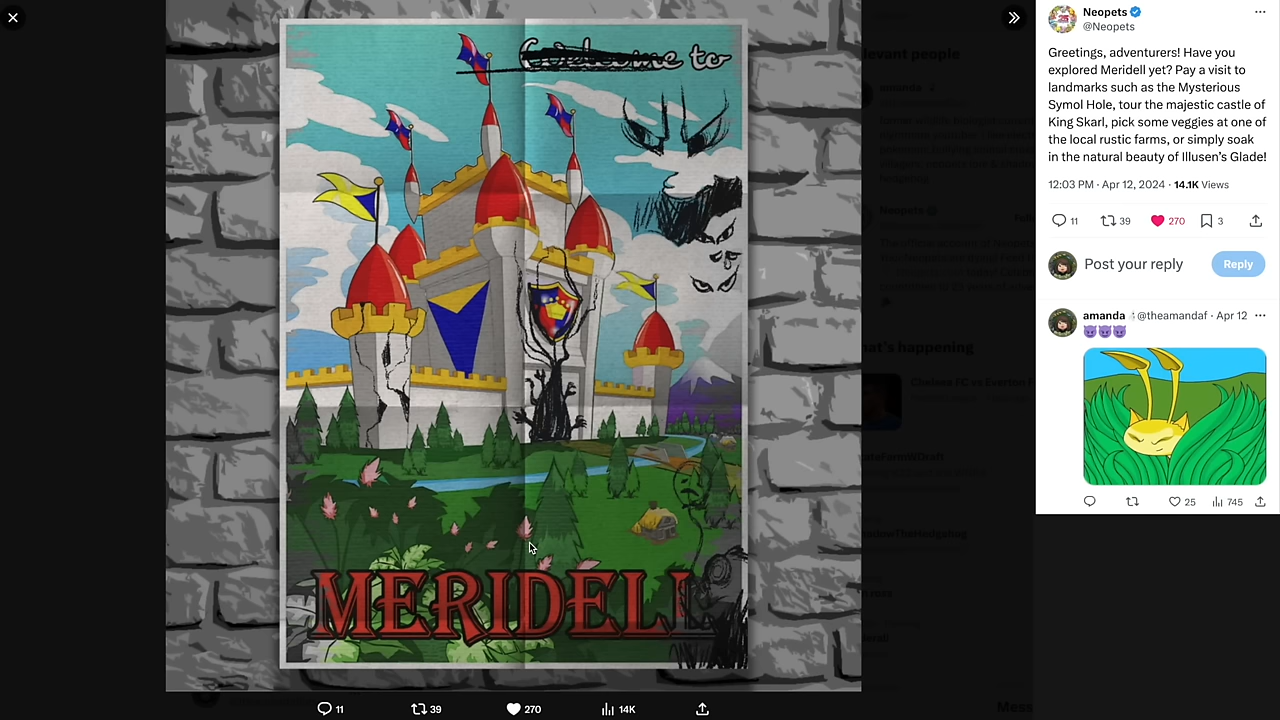 Welcome to
MERIDELL
11
39
270
14K
Neopets
@Neopets
Greetings, adventurers! Have you
explored Meridell yet? Pay a visit to
landmarks such as the Mysterious
Symol Hole, tour the majestic castle of
King Skarl, pick some veggies at one of
the local rustic farms, or simply soak
in the natural beauty of Illusen's Glade!
12:03 PM · Apr 12, 2024 · 14.1K Views
11
39
270
3
Post your reply
Reply
amanda @theamandaf · Apr 12
😈😈😈
25
745